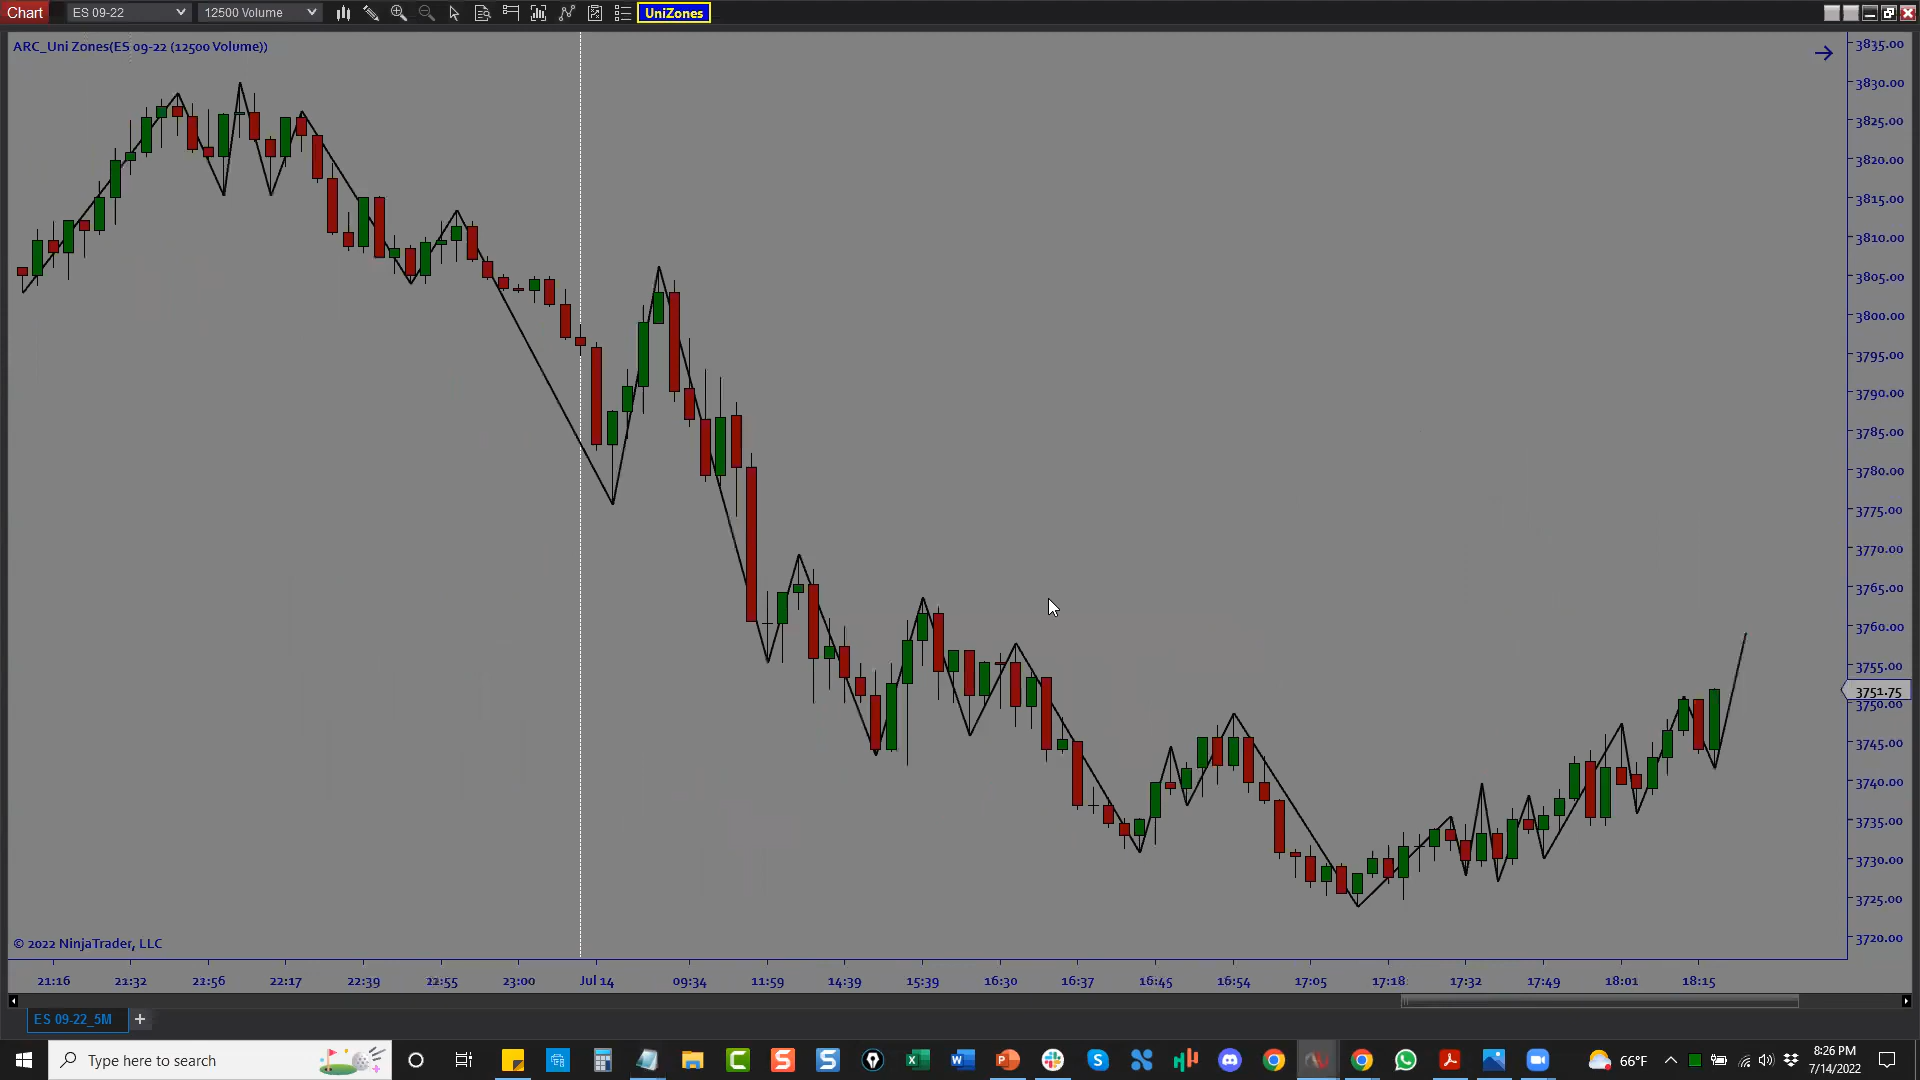 Chart
ES 09-22
12500 Volume
UniZones
ARC_Uni Zones(ES 09-22 (12500 Volume))
3835.00
3830.00
3825.00
3820.00
3815.00
3810.00
3805.00
3800.00
3795.00
3790.00
3785.00
3780.00
3775.00
3770.00
3765.00
3760.00
3755.00
3751.75
3750.00
3745.00
3740.00
3735.00
3730.00
3725.00
3720.00
© 2022 NinjaTrader, LLC
21:16 21:32 21:56 22:17 22:39 22:55 23:00 Jul 14 09:34 11:59 14:39 15:39 16:30 16:37 16:45 16:54 17:05 17:18 17:32 17:49 18:01 18:15
ES 09-22_5M +
Type here to search
66°F
8:26 PM
7/14/2022